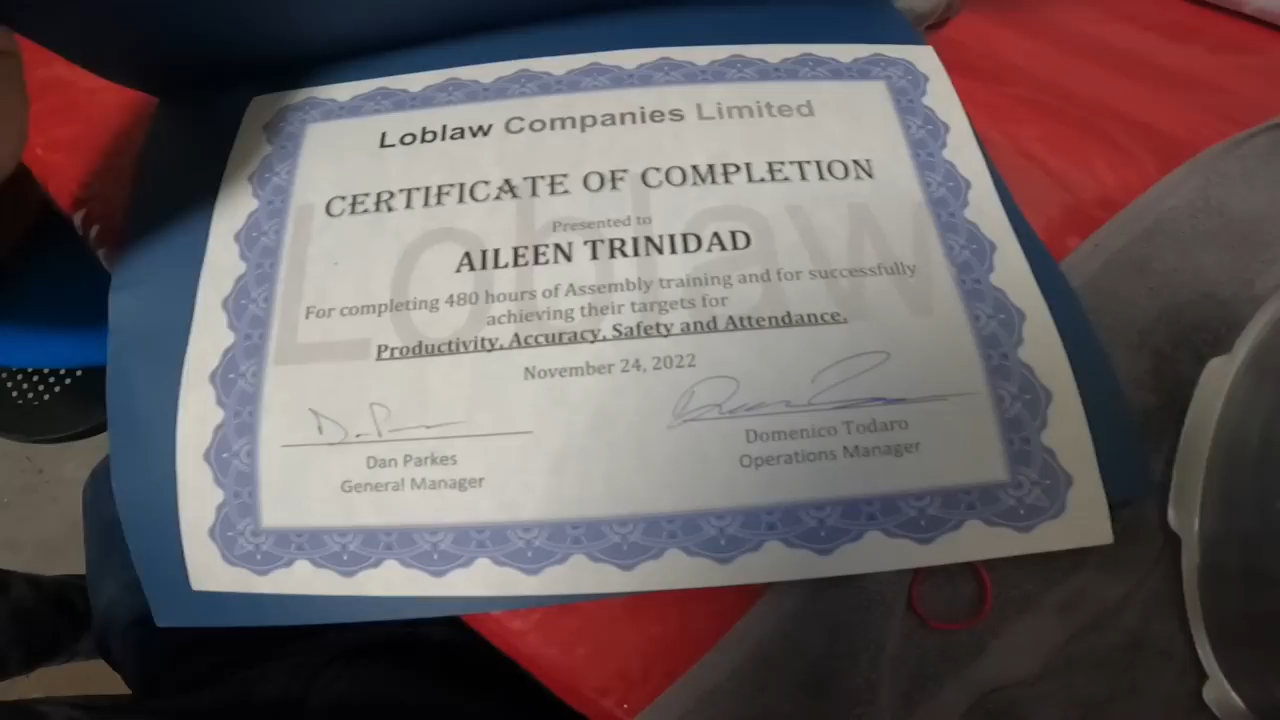 Loblaw Companies Limited
CERTIFICATE OF COMPLETION
Presented to
AILEEN TRINIDAD
For completing 480 hours of Assembly training and for successfully
achieving their targets for
Productivity, Accuracy, Safety and Attendance.
November 24, 2022
Dan Parkes
General Manager
Domenico Todaro
Operations Manager
Loblaw